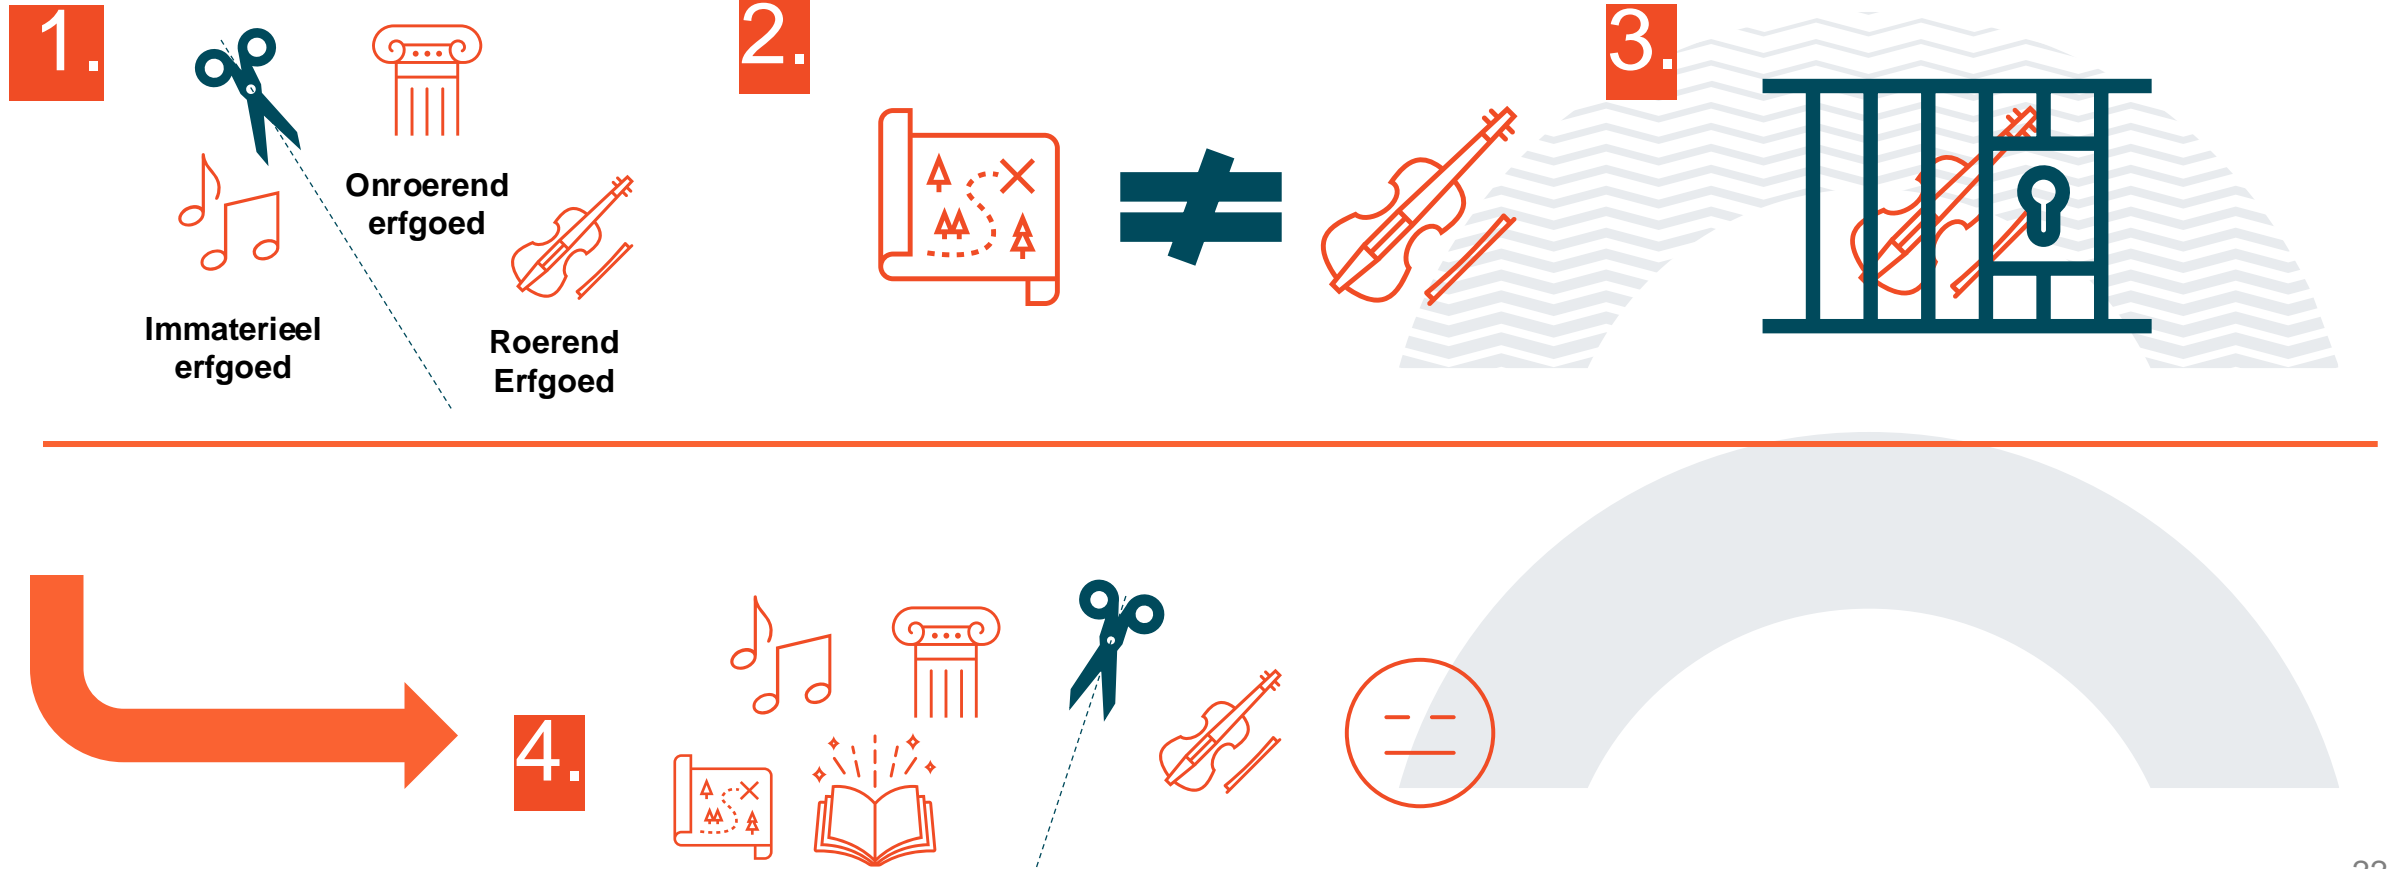 1.
2.
3.
Onroerend
erfgoed
Immaterieel
erfgoed
Roerend
Erfgoed
4.